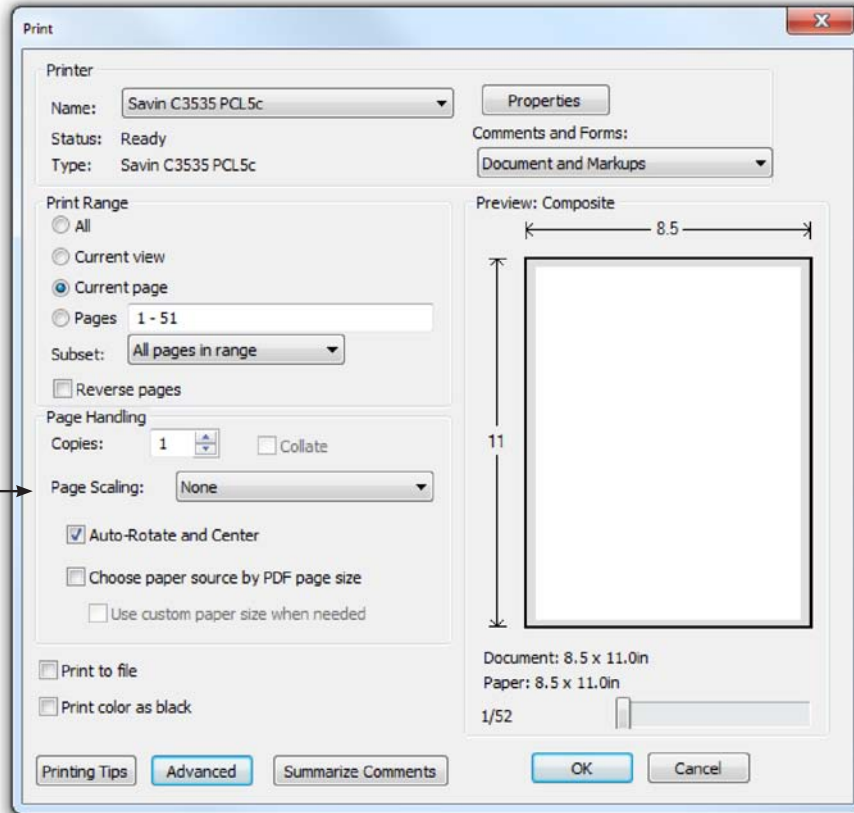 Print
Printer
Name: Savin C3535 PCL5c Properties
Status: Ready Comments and Forms:
Type: Savin C3535 PCL5c Document and Markups
Print Range
All
Current view
Current page
Pages 1 - 51
Subset: All pages in range
Reverse pages
Page Handling
Copies: 1 Collate
Page Scaling: None
Auto-Rotate and Center
Choose paper source by PDF page size
Use custom paper size when needed
Print to file
Print color as black
Preview: Composite
8.5
11
Document: 8.5 x 11.0in
Paper: 8.5 x 11.0in
1/52
Printing Tips Advanced Summarize Comments OK Cancel